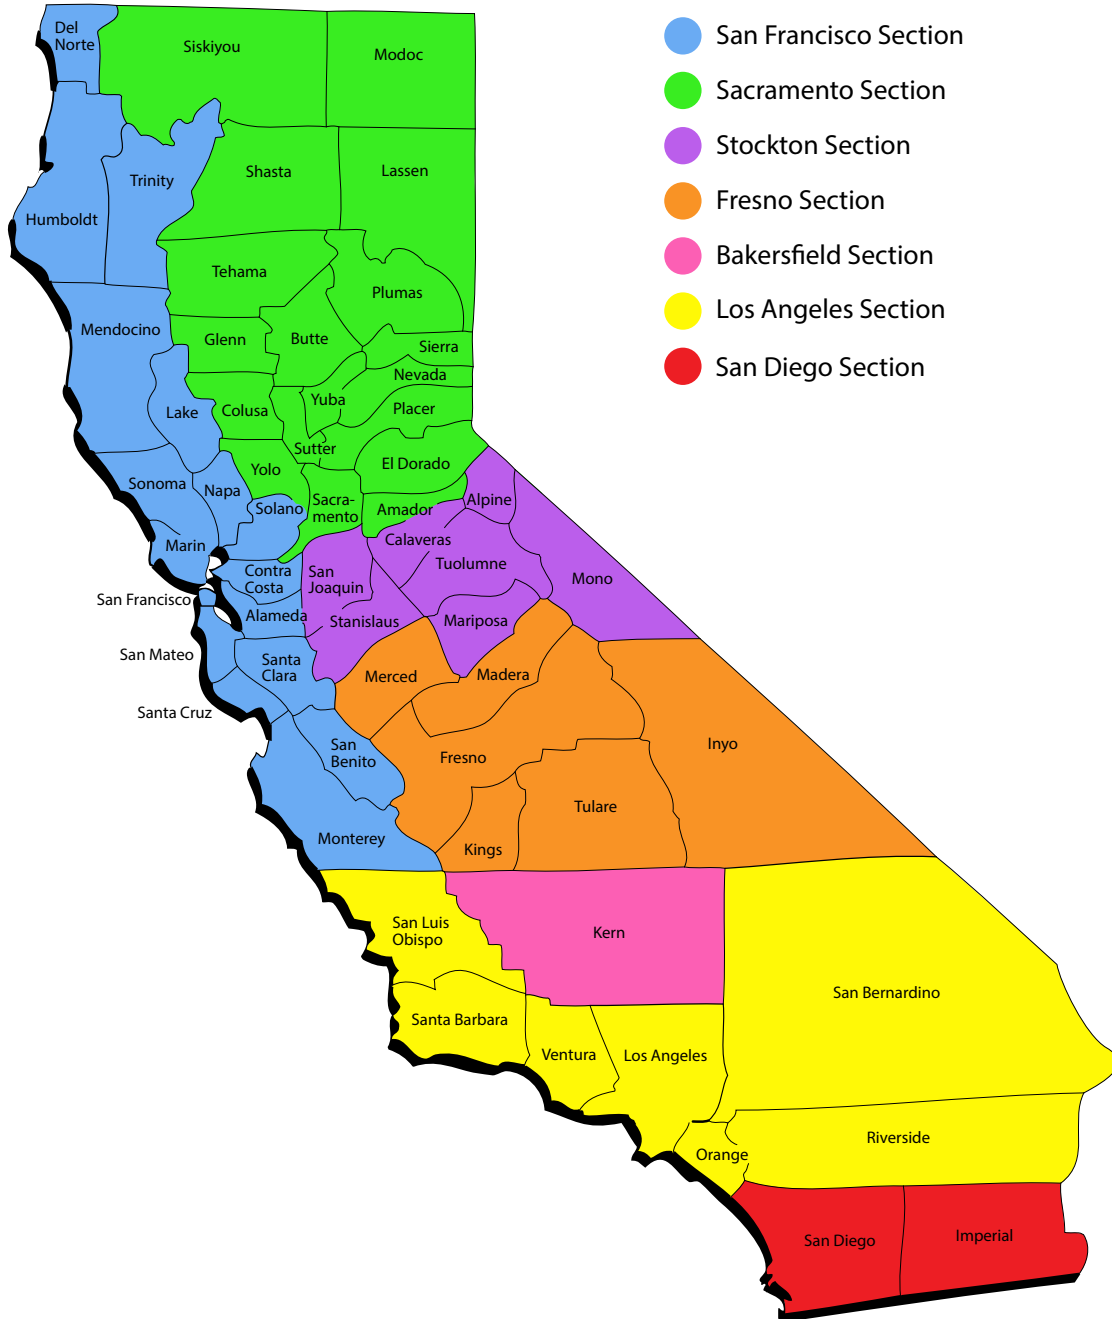 San Francisco Section
Sacramento Section
Stockton Section
Fresno Section
Bakersfield Section
Los Angeles Section
San Diego Section
Del
Norte
Siskiyou
Modoc
Trinity
Shasta
Lassen
Humboldt
Tehama
Plumas
Mendocino
Glenn
Butte
Sierra
Nevada
Lake
Colusa
Yuba
Placer
Sutter
El Dorado
Yolo
Sonoma
Napa
Solano
Sacra-
mento
Amador
Alpine
Marin
Calaveras
Contra
Costa
San
Joaquin
Tuolumne
Mono
San Francisco
Alameda
Stanislaus
Mariposa
San Mateo
Santa
Clara
Merced
Madera
Santa Cruz
San
Benito
Fresno
Inyo
Tulare
Monterey
Kings
San Luis
Obispo
Kern
San Bernardino
Santa Barbara
Ventura
Los Angeles
Orange
Riverside
San Diego
Imperial